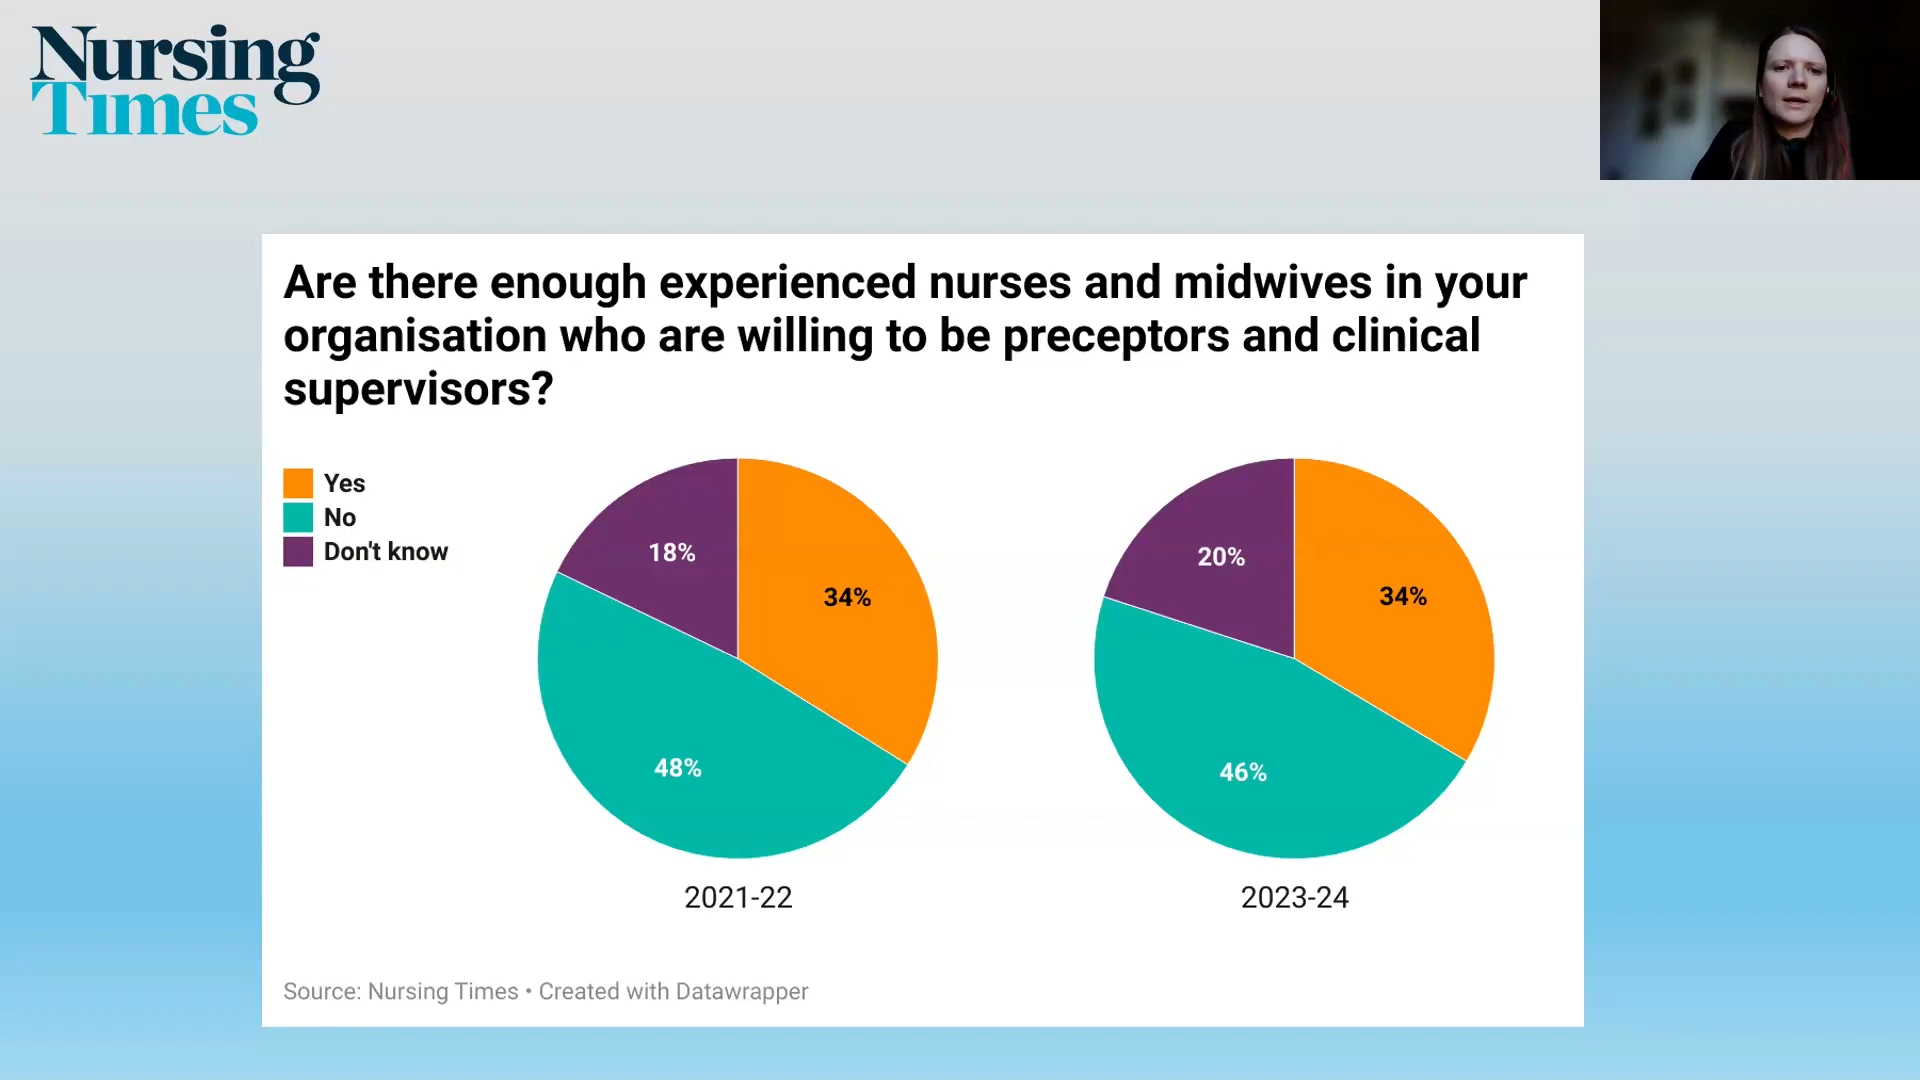 Nursing
Times
Are there enough experienced nurses and midwives in your
organisation who are willing to be preceptors and clinical
supervisors?
Yes
No
Don't know
18%
34%
48%
20%
34%
46%
2021-22
2023-24
Source: Nursing Times • Created with Datawrapper